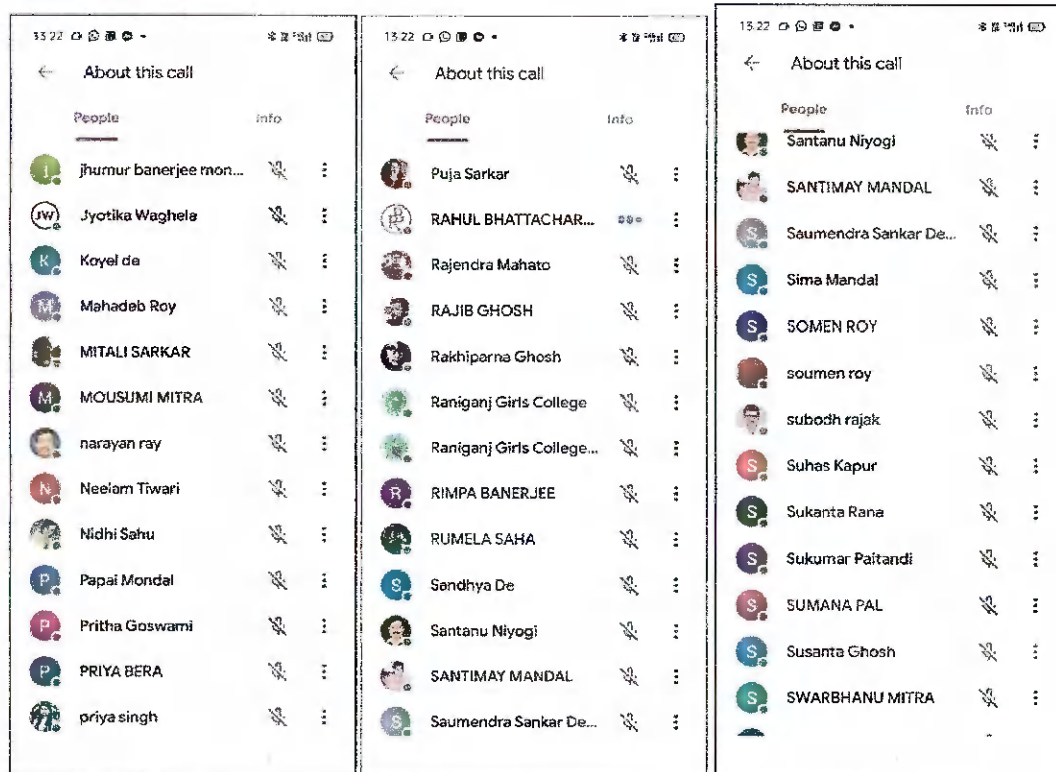 13:22
About this call
People Info
jhumur banerjee mon...
JW Jyotika Waghela
K Koyel de
M Mahadeb Roy
MITALI SARKAR
M MOUSUMI MITRA
narayan ray
N Neelam Tiwari
Nidhi Sahu
P Papai Mondal
P Pritha Goswami
P PRIYA BERA
priya singh
13:22
About this call
People Info
Puja Sarkar
RAHUL BHATTACHAR...
Rajendra Mahato
RAJIB GHOSH
Rakhiparna Ghosh
Raniganj Girls College
Raniganj Girls College...
R RIMPA BANERJEE
RUMELA SAHA
S Sandhya De
Santanu Niyogi
SANTIMAY MANDAL
S Saumendra Sankar De...
13:22
About this call
People Info
Santanu Niyogi
SANTIMAY MANDAL
S Saumendra Sankar De...
S Sima Mandal
S SOMEN ROY
soumen roy
subodh rajak
S Suhas Kapur
S Sukanta Rana
S Sukumar Paitandi
S SUMANA PAL
S Susanta Ghosh
S SWARBHANU MITRA